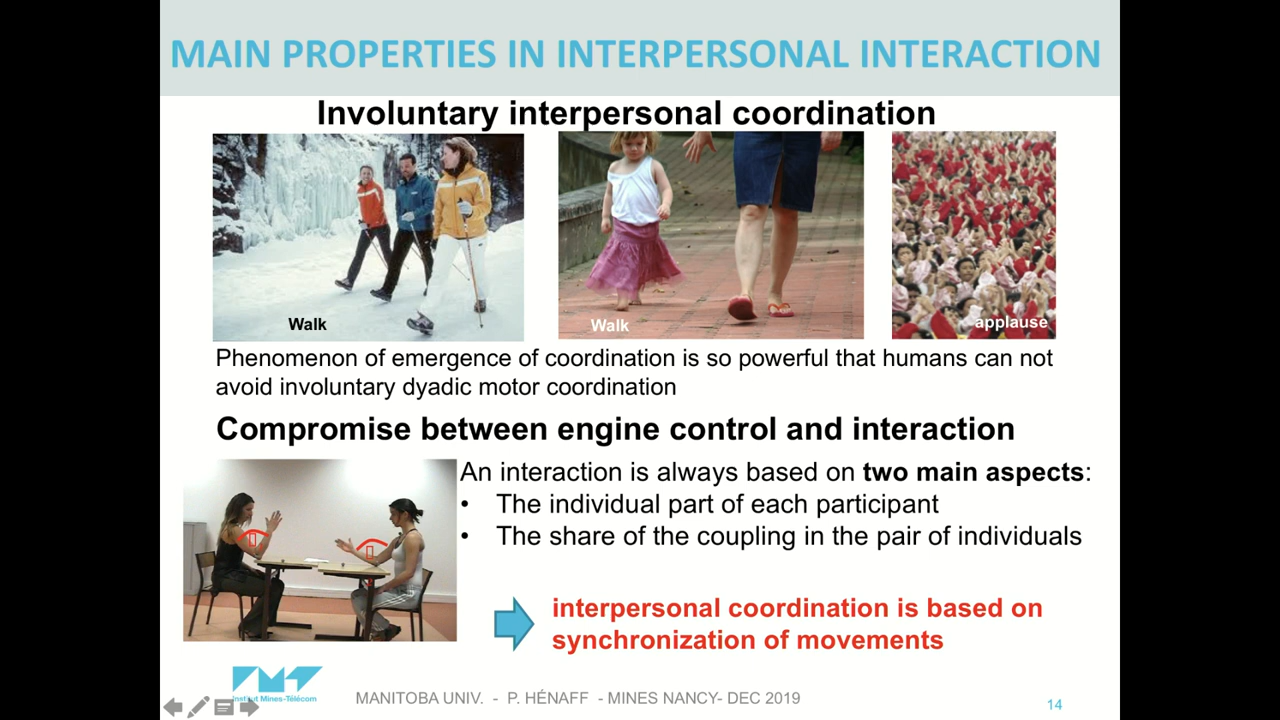 MAIN PROPERTIES IN INTERPERSONAL INTERACTION
Involuntary interpersonal coordination
Walk
Walk
applause
Phenomenon of emergence of coordination is so powerful that humans can not
avoid involuntary dyadic motor coordination
Compromise between engine control and interaction
An interaction is always based on two main aspects:
• The individual part of each participant
• The share of the coupling in the pair of individuals
interpersonal coordination is based on
synchronization of movements
Institut Mines-Télécom
MANITOBA UNIV. - P. HÉNAFF - MINES NANCY- DEC 2019
14